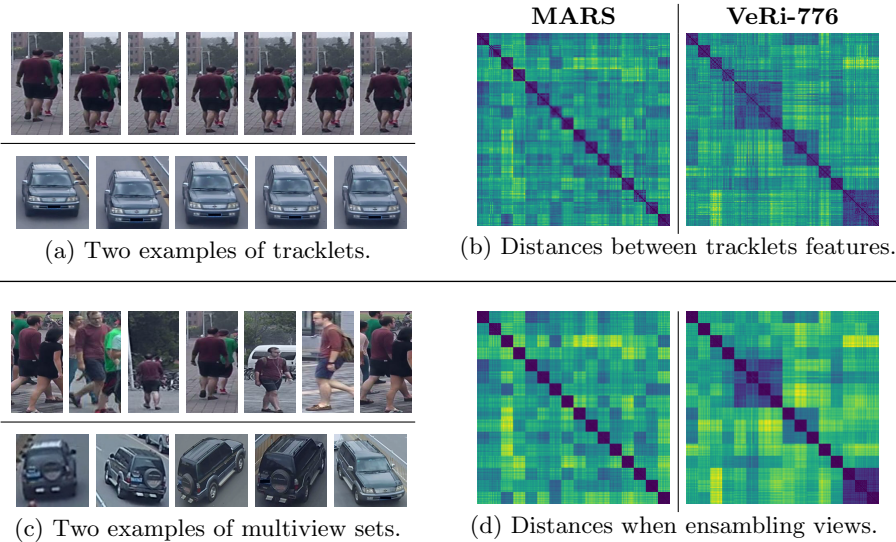 MARS
VeRi-776
(a) Two examples of tracklets.
(b) Distances between tracklets features.
(c) Two examples of multiview sets.
(d) Distances when ensambling views.